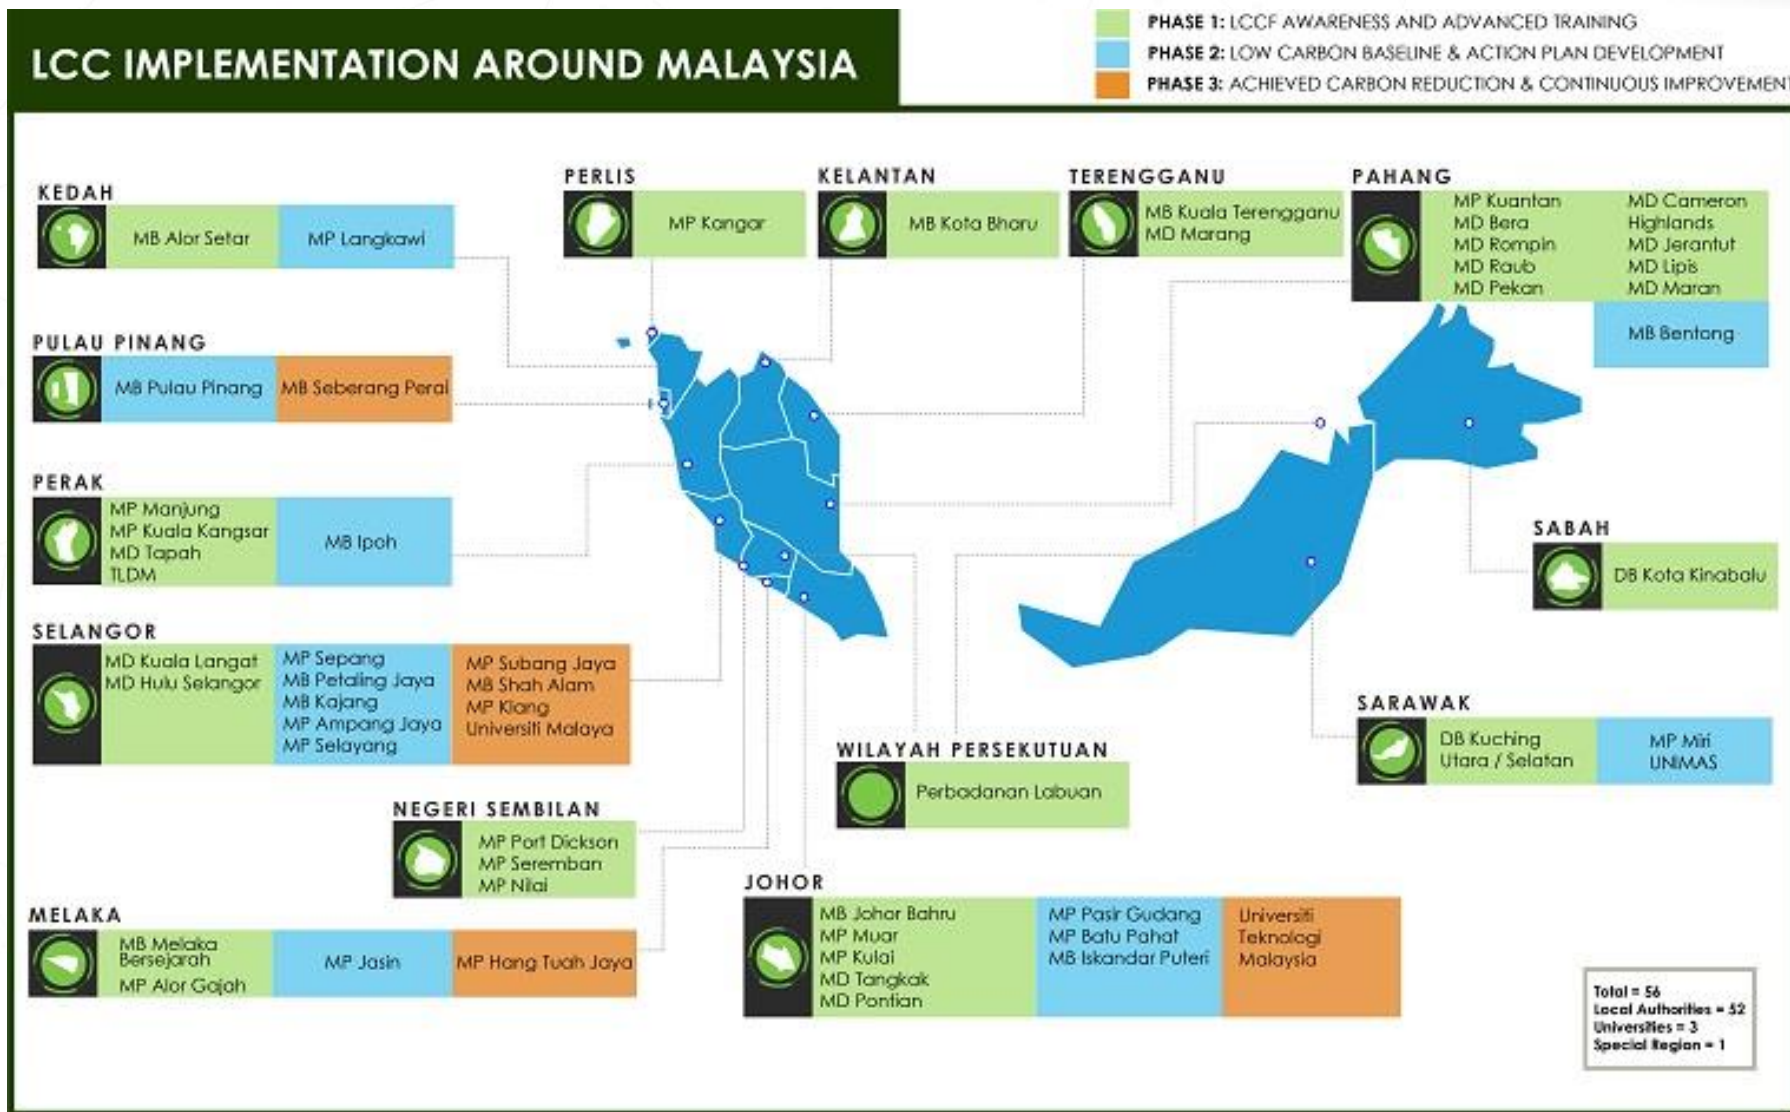 LCC IMPLEMENTATION AROUND MALAYSIA
PHASE 1: LCCF AWARENESS AND ADVANCED TRAINING
PHASE 2: LOW CARBON BASELINE & ACTION PLAN DEVELOPMENT
PHASE 3: ACHIEVED CARBON REDUCTION & CONTINUOUS IMPROVEMENT
KEDAH
MB Alor Setar
MP Langkawi
PERLIS
MP Kangar
KELANTAN
MB Kota Bharu
TERENGGANU
MB Kuala Terengganu
MD Marang
PAHANG
MP Kuantan
MD Bera
MD Rompin
MD Raub
MD Pekan
MD Cameron
Highlands
MD Jerantut
MD Lipis
MD Maran
MB Bentong
PULAU PINANG
MB Pulau Pinang
MB Seberang Perai
PERAK
MP Manjung
MP Kuala Kangsar
MD Tapah
TLDM
MB Ipoh
SABAH
DB Kota Kinabalu
SELANGOR
MD Kuala Langat
MD Hulu Selangor
MP Sepang
MB Petaling Jaya
MB Kajang
MP Ampang Jaya
MP Selayang
MP Subang Jaya
MB Shah Alam
MP Klang
Universiti Malaya
SARAWAK
DB Kuching
Utara / Selatan
MP Miri
UNIMAS
WILAYAH PERSEKUTUAN
Perbadanan Labuan
NEGERI SEMBILAN
MP Port Dickson
MP Seremban
MP Nilai
MELAKA
MB Melaka
Bersejarah
MP Alor Gajah
MP Jasin
MP Hang Tuah Jaya
JOHOR
MB Johor Bahru
MP Muar
MP Kulai
MD Tangkak
MD Pontian
MP Pasir Gudang
MP Batu Pahat
MB Iskandar Puteri
Universiti
Teknologi
Malaysia
Total = 56
Local Authorities = 52
Universities = 3
Special Region = 1